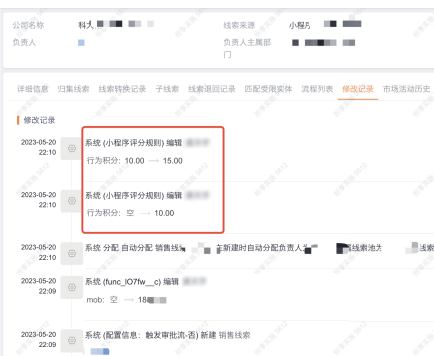 公司名称 科大
线索来源 小程序
负责人
负责人主属部门
详细信息 归集线索 线索转换记录 子线索 线索退回记录 匹配受限实体 流程列表 修改记录 市场活动历史
修改记录
2023-05-20 22:10
系统 (小程序评分规则) 编辑
行为积分: 10.00 → 15.00
2023-05-20 22:10
系统 (小程序评分规则) 编辑
行为积分: 空 → 10.00
2023-05-20 22:10
系统 分配 自动分配 销售线 在新建时自动分配负责人为 线索池为 线索
2023-05-20 22:09
系统 (func_IO7fw__c) 编辑
mob: 空 → 18
2023-05-20 22:09
系统 (配置信息: 触发审批流-否) 新建 销售线索